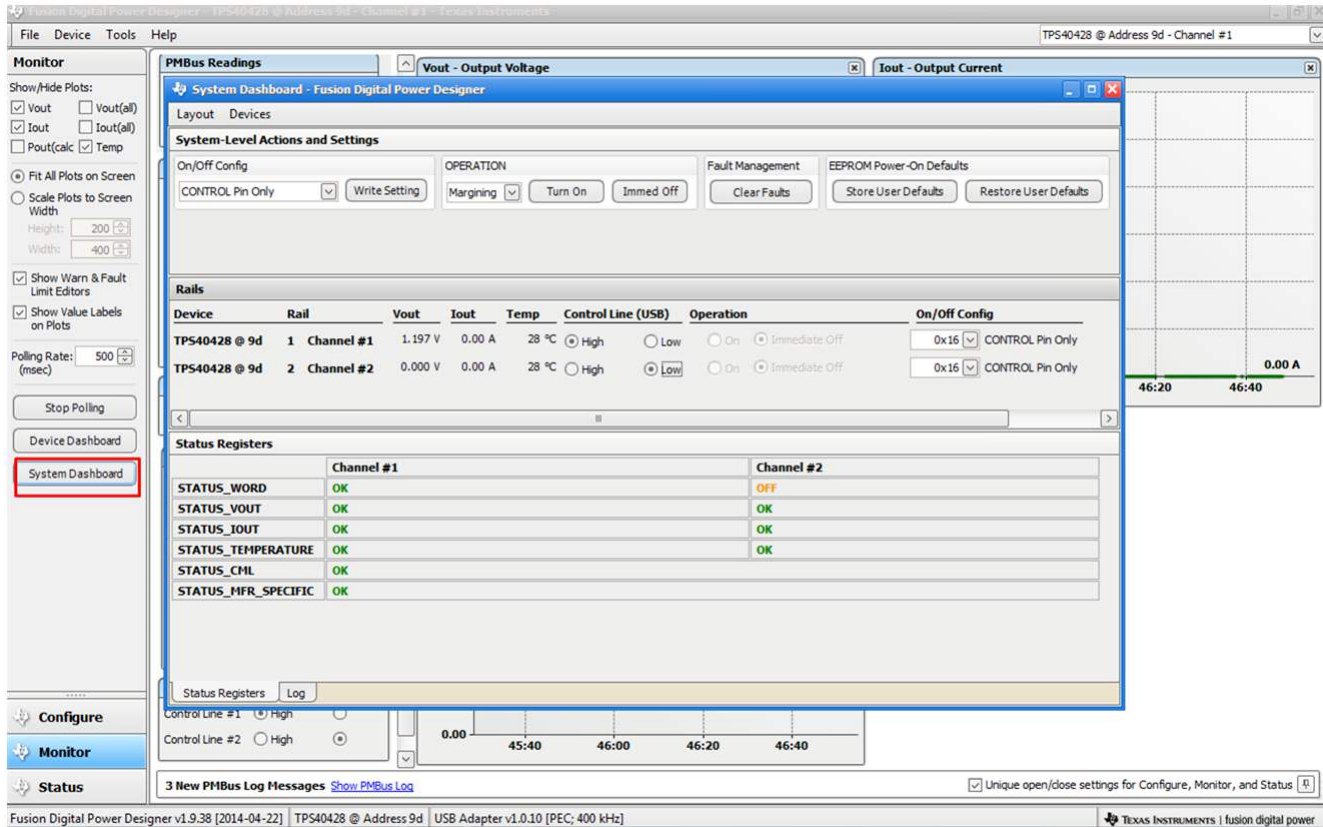 Fusion Digital Power Designer - TPS40428 @ Address 9d - Channel #1 - Texas Instruments
File Device Tools Help
TPS40428 @ Address 9d - Channel #1
Monitor
Show/Hide Plots:
Vout Vout(all)
Iout Iout(all)
Pout(calc Temp
Fit All Plots on Screen
Scale Plots to Screen
Width
Height: 200
Width: 400
Show Warn & Fault
Limit Editors
Show Value Labels
on Plots
Polling Rate: 500
(msec)
Stop Polling
Device Dashboard
System Dashboard
Configure
Monitor
Status
PMBus Readings
Vout - Output Voltage
Iout - Output Current
System Dashboard - Fusion Digital Power Designer
Layout Devices
System-Level Actions and Settings
On/Off Config
CONTROL Pin Only Write Setting
OPERATION
Margining Turn On Immed Off
Fault Management
Clear Faults
EEPROM Power-On Defaults
Store User Defaults Restore User Defaults
Rails
Device Rail Vout Iout Temp Control Line (USB) Operation On/Off Config
TPS40428 @ 9d 1 Channel #1 1.197 V 0.00 A 28 °C High Low On Immediate Off 0x16 CONTROL Pin Only
TPS40428 @ 9d 2 Channel #2 0.000 V 0.00 A 28 °C High Low On Immediate Off 0x16 CONTROL Pin Only
Status Registers
Channel #1 Channel #2
STATUS_WORD OK OFF
STATUS_VOUT OK OK
STATUS_IOUT OK OK
STATUS_TEMPERATURE OK OK
STATUS_CML OK
STATUS_MFR_SPECIFIC OK
Status Registers Log
0.00 A
46:20 46:40
Control Line #1 High
Control Line #2 High
0.00
45:40 46:00 46:20 46:40
3 New PMBus Log Messages Show PMBus Log
Unique open/close settings for Configure, Monitor, and Status
Fusion Digital Power Designer v1.9.38 [2014-04-22] TPS40428 @ Address 9d USB Adapter v1.0.10 [PEC; 400 kHz]
TEXAS INSTRUMENTS | fusion digital power